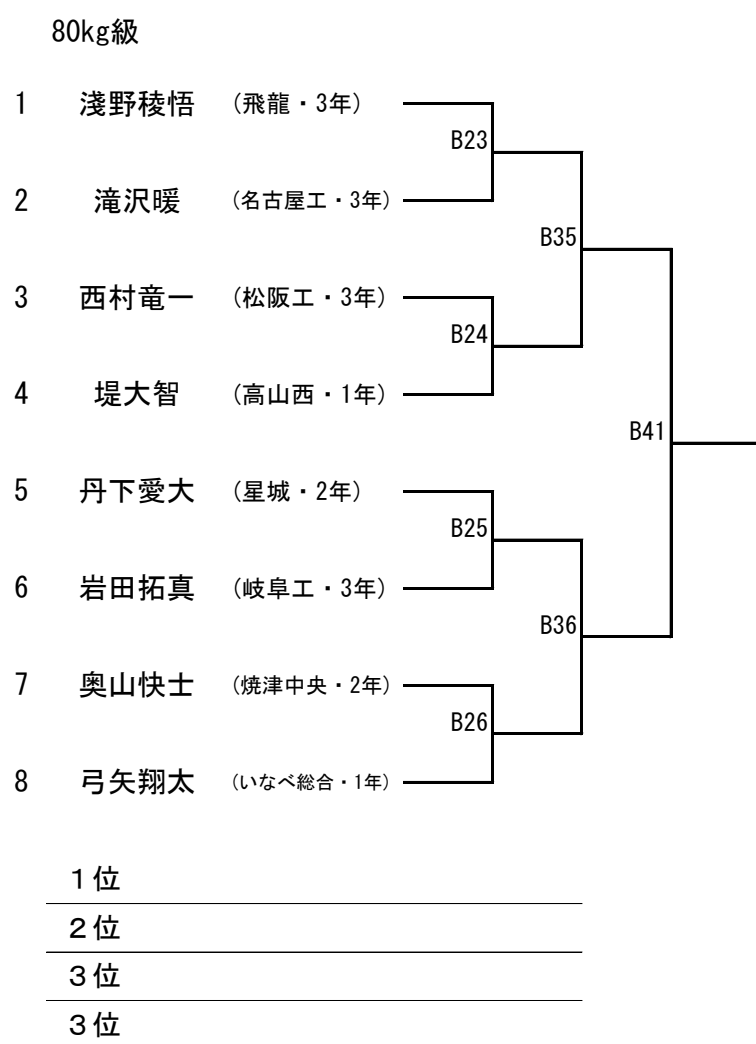 80kg級
1 淺野稜悟 (飛龍・3年)
B23
2 滝沢暖 (名古屋工・3年)
B35
3 西村竜一 (松阪工・3年)
B24
4 堤大智 (高山西・1年)
B41
5 丹下愛大 (星城・2年)
B25
6 岩田拓真 (岐阜工・3年)
B36
7 奥山快士 (焼津中央・2年)
B26
8 弓矢翔太 (いなべ総合・1年)
１位
２位
３位
３位